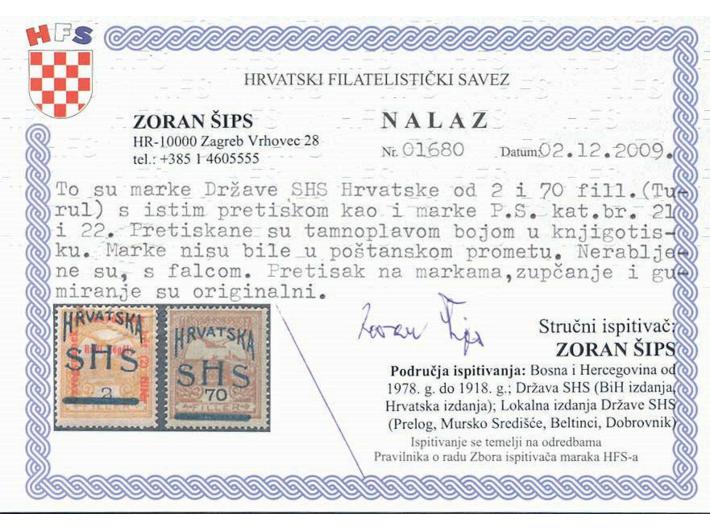 HFS
HRVATSKI FILATELISTIČKI SAVEZ
ZORAN ŠIPS
HR-10000 Zagreb Vrhovec 28
tel.: +385 1 4605555
NALAZ
Nr. 01680 Datum: 02.12.2009.
To su marke Države SHS Hrvatske od 2 i 70 fill.(Tu-
rul) s istim pretiskom kao i marke P.S. kat.br. 21
i 22. Pretiskane su tamnoplavom bojom u knjigotis-
ku. Marke nisu bile u poštanskom prometu. Nerablje-
ne su, s falcom. Pretisak na markama,zupčanje i gu-
miranje su originalni.
HRVATSKA
SHS
2
FILLER
HRVATSKA
SHS
70
FILLER
Zoran Šips
Stručni ispitivač:
ZORAN ŠIPS
Područja ispitivanja: Bosna i Hercegovina od
1978. g. do 1918. g.; Država SHS (BiH izdanja,
Hrvatska izdanja); Lokalna izdanja Države SHS
(Prelog, Mursko Središće, Beltinci, Dobrovnik)
Ispitivanje se temelji na odredbama
Pravilnika o radu Zbora ispitivača maraka HFS-a